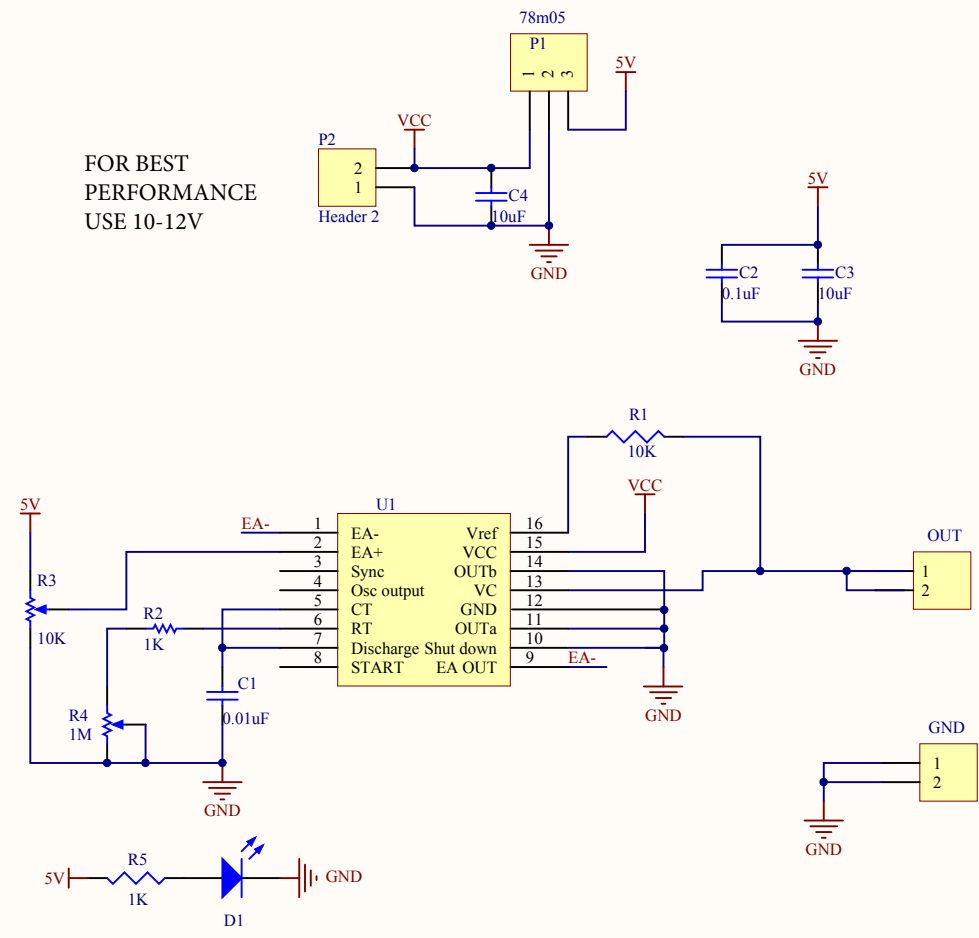 78m05
P1
1 2 3
5V
VCC
P2
2
1
Header 2
C4
10uF
GND
FOR BEST
PERFORMANCE
USE 10-12V
5V
C2
0.1uF
C3
10uF
GND
R1
10K
VCC
U1
EA- 1 EA- Vref 16
2 EA+ VCC 15
3 Sync OUTb 14
4 Osc output VC 13
5 CT GND 12
6 RT OUTa 11
7 Discharge Shut down 10
8 START EA OUT 9 EA-
5V
R3
10K
R2
1K
R4
1M
C1
0.01uF
GND
GND
OUT
1
2
GND
1
2
GND
5V
R5
1K
D1
GND